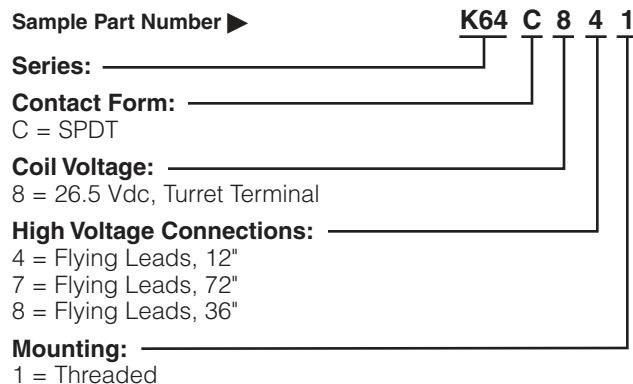 Sample Part Number ▶ K64 C 8 4 1
Series:
Contact Form:
C = SPDT
Coil Voltage:
8 = 26.5 Vdc, Turret Terminal
High Voltage Connections:
4 = Flying Leads, 12"
7 = Flying Leads, 72"
8 = Flying Leads, 36"
Mounting:
1 = Threaded